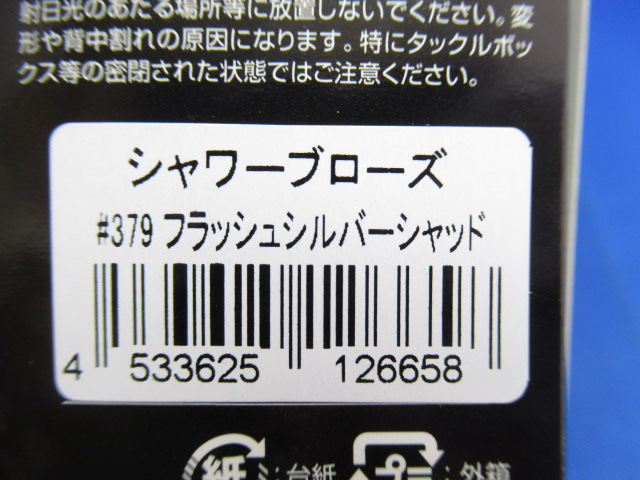 射日光のあたる場所等に放置しないでください。変
形や背中割れの原因になります。特にタックルボッ
クス等の密閉された状態ではご注意ください。
シャワーブローズ
#379 フラッシュシルバーシャッド
4 533625 126658
紙:台紙 プラ:外箱